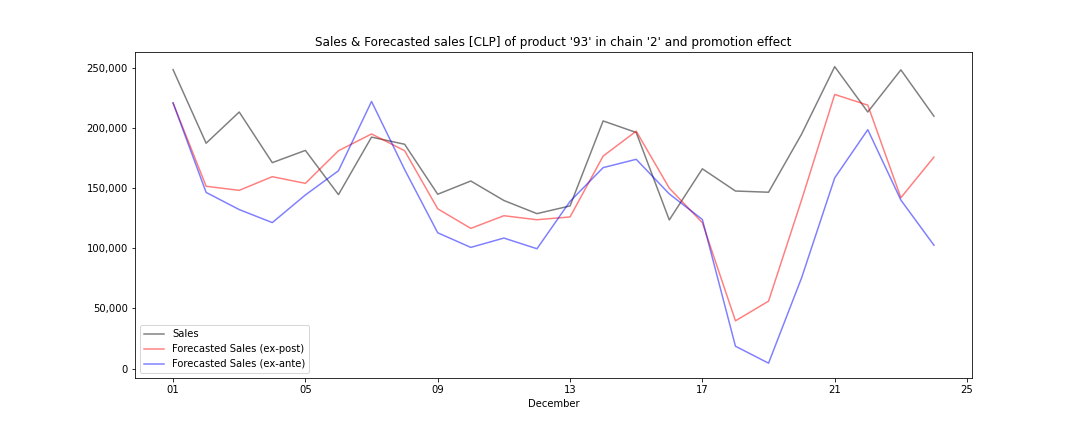 Sales & Forecasted sales [CLP] of product '93' in chain '2' and promotion effect
250,000
200,000
150,000
100,000
50,000
0
Sales
Forecasted Sales (ex-post)
Forecasted Sales (ex-ante)
01 05 09 13 17 21 25
December